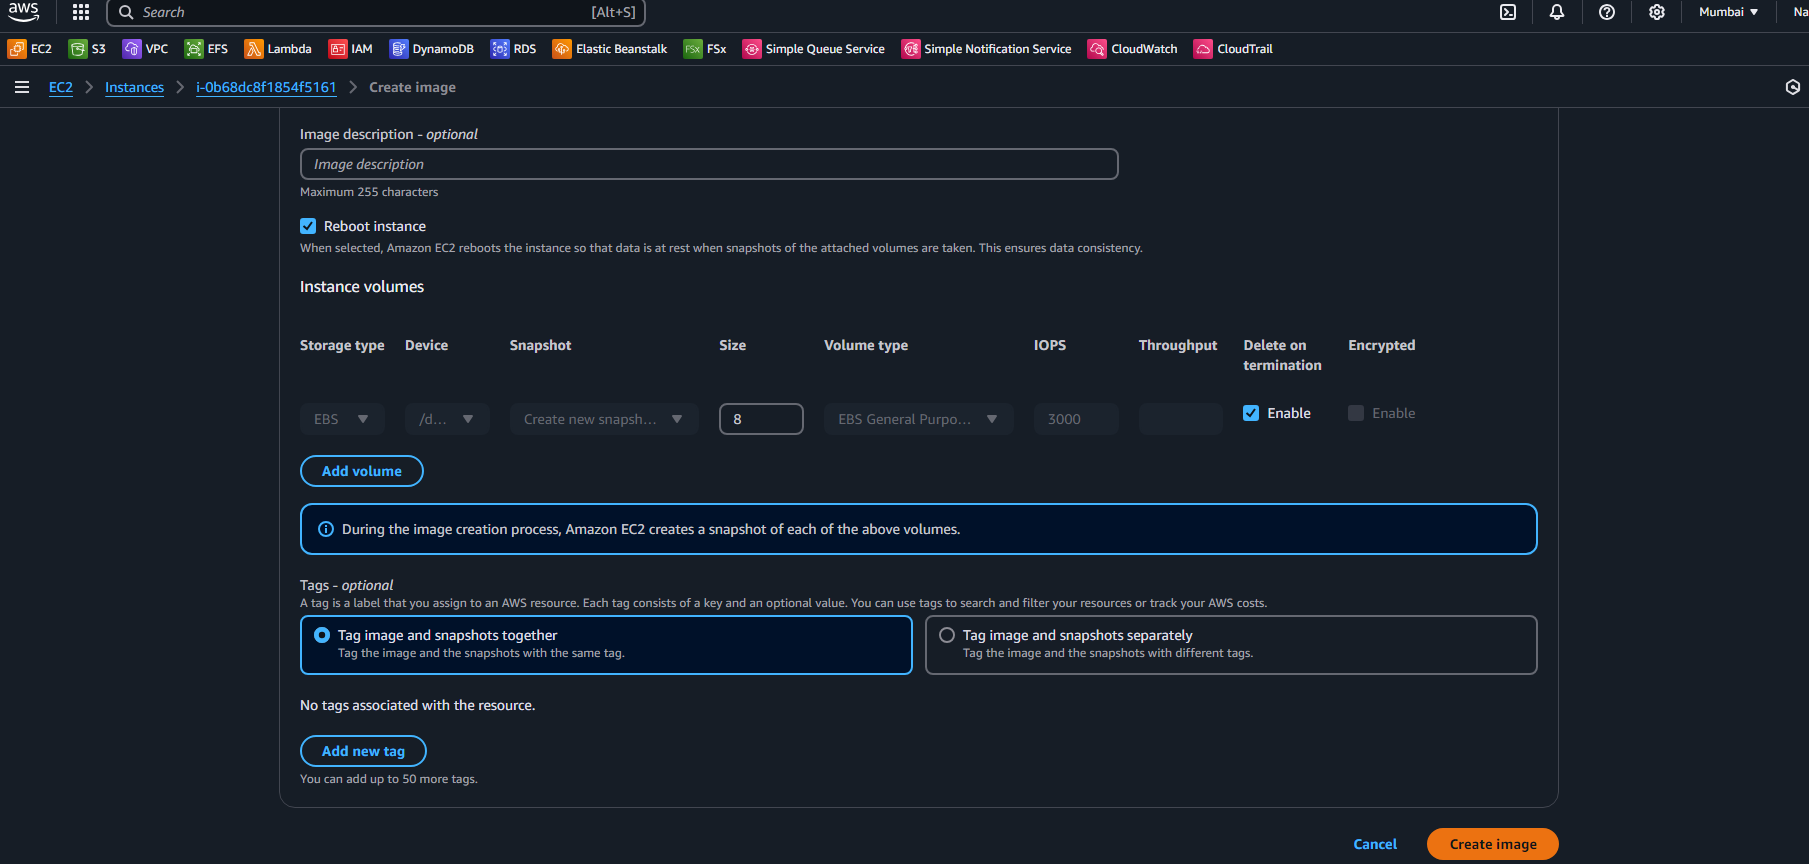 aws
Search [Alt+S] Mumbai Na
EC2 S3 VPC EFS Lambda IAM DynamoDB RDS Elastic Beanstalk FSx FSx Simple Queue Service Simple Notification Service CloudWatch CloudTrail
EC2 Instances i-0b68dc8f1854f5161 Create image
Image description - optional
Image description
Maximum 255 characters
Reboot instance
When selected, Amazon EC2 reboots the instance so that data is at rest when snapshots of the attached volumes are taken. This ensures data consistency.
Instance volumes
Storage type Device Snapshot Size Volume type IOPS Throughput Delete on termination Encrypted
EBS /d... Create new snapsh... 8 EBS General Purpo... 3000 Enable Enable
Add volume
During the image creation process, Amazon EC2 creates a snapshot of each of the above volumes.
Tags - optional
A tag is a label that you assign to an AWS resource. Each tag consists of a key and an optional value. You can use tags to search and filter your resources or track your AWS costs.
Tag image and snapshots together
Tag the image and the snapshots with the same tag.
Tag image and snapshots separately
Tag the image and the snapshots with different tags.
No tags associated with the resource.
Add new tag
You can add up to 50 more tags.
Cancel Create image